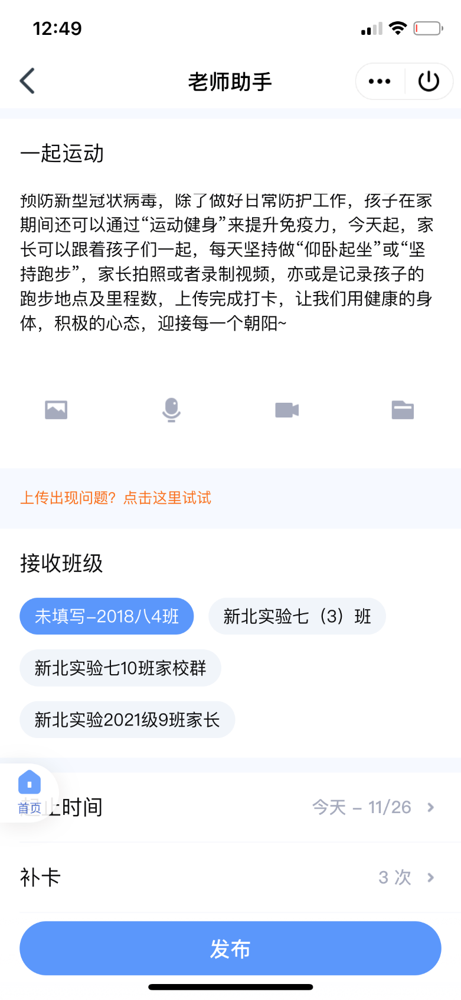 12:49
老师助手
一起运动
预防新型冠状病毒，除了做好日常防护工作，孩子在家
期间还可以通过“运动健身”来提升免疫力，今天起，家
长可以跟着孩子们一起，每天坚持做“仰卧起坐”或“坚
持跑步”，家长拍照或者录制视频，亦或是记录孩子的
跑步地点及里程数，上传完成打卡，让我们用健康的身
体，积极的心态，迎接每一个朝阳~
上传出现问题？点击这里试试
接收班级
未填写-2018八4班
新北实验七（3）班
新北实验七10班家校群
新北实验2021级9班家长
首页
起止时间
今天 - 11/26
补卡
3 次
发布